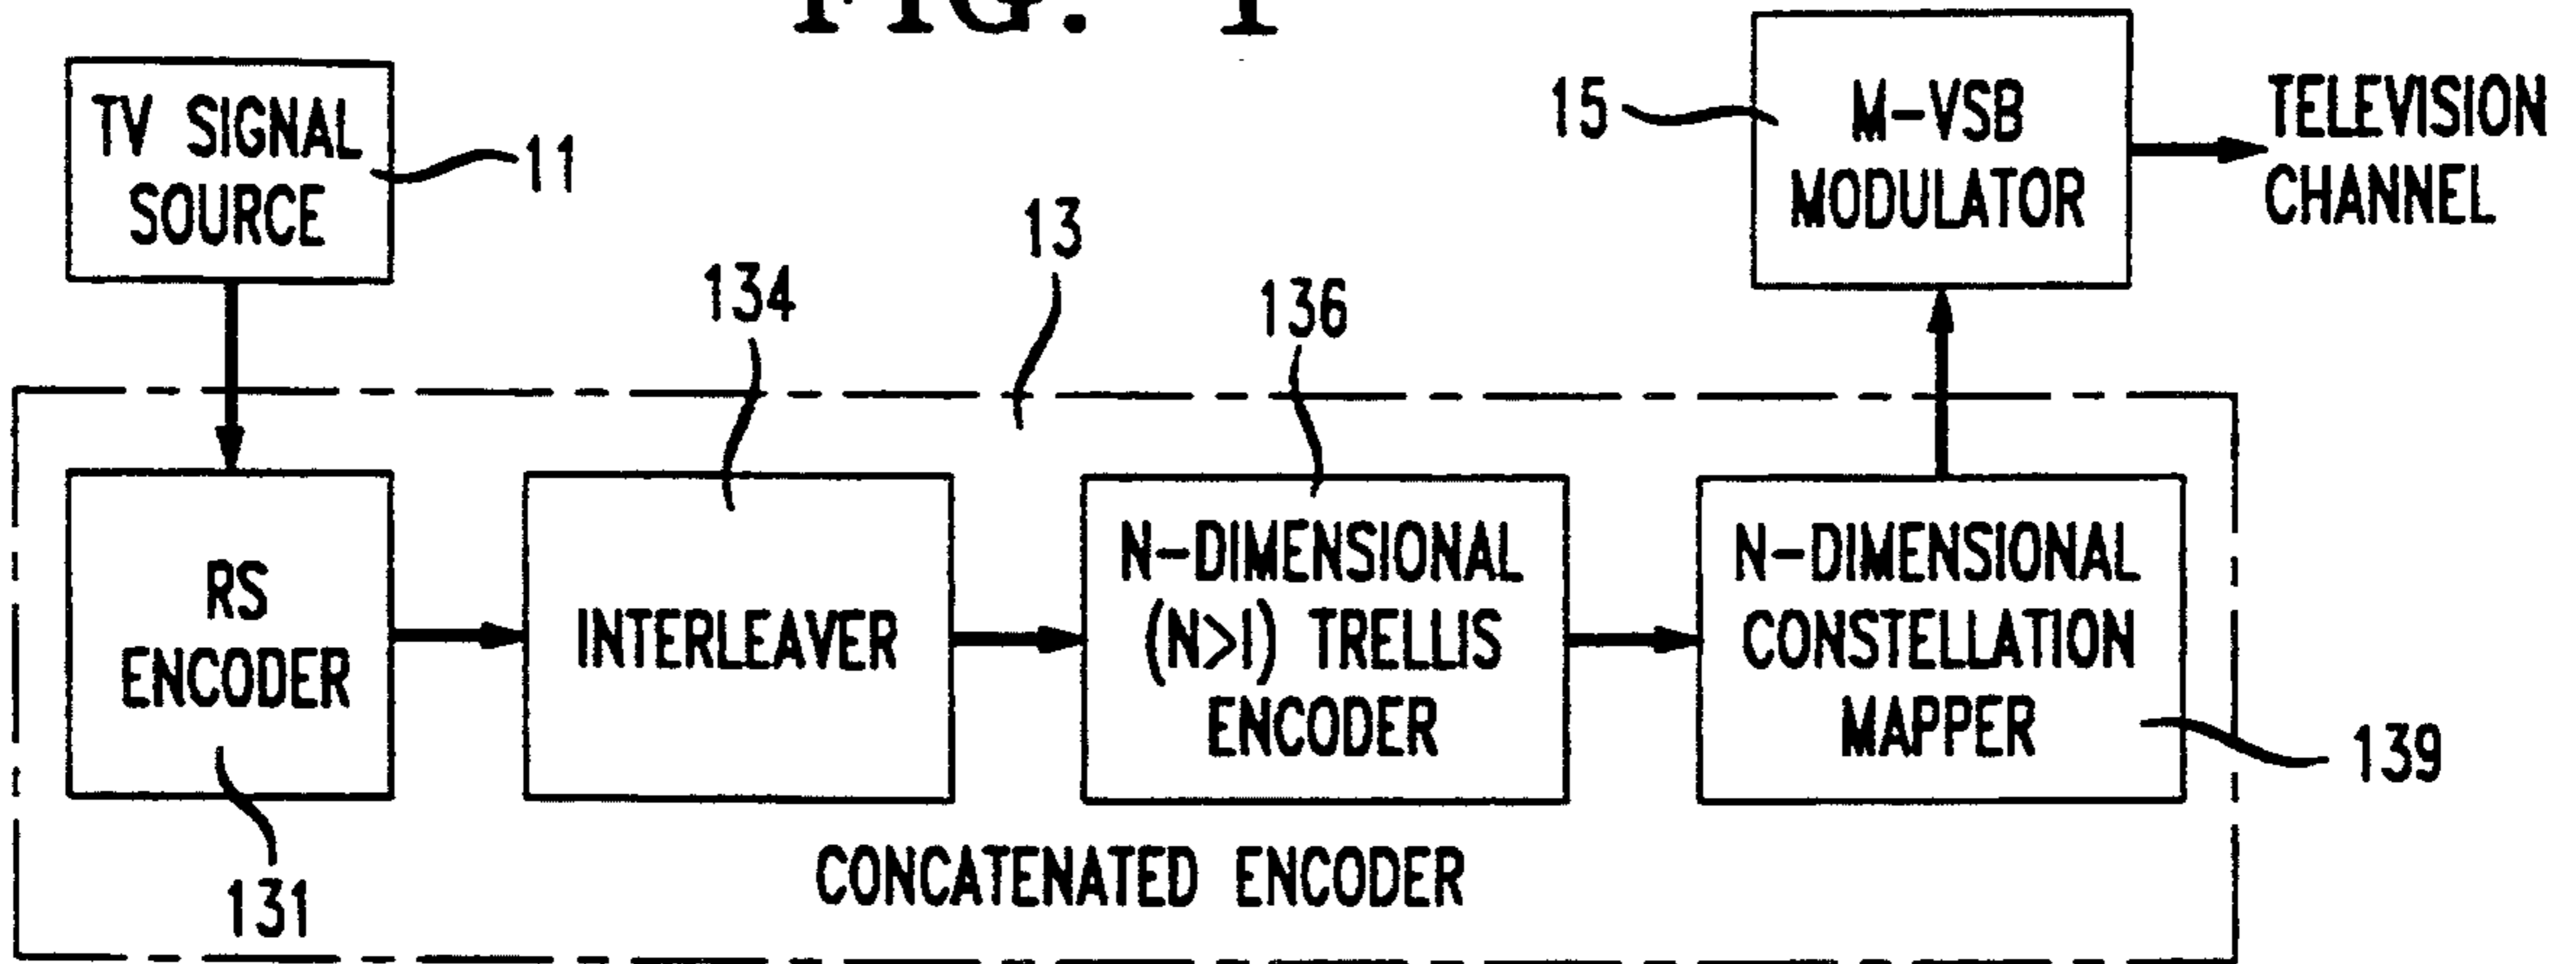 FIG. 1
TV SIGNAL
SOURCE
11
15
M-VSB
MODULATOR
TELEVISION
CHANNEL
13
134
136
RS
ENCODER
131
INTERLEAVER
N-DIMENSIONAL
(N>1) TRELLIS
ENCODER
N-DIMENSIONAL
CONSTELLATION
MAPPER
139
CONCATENATED ENCODER